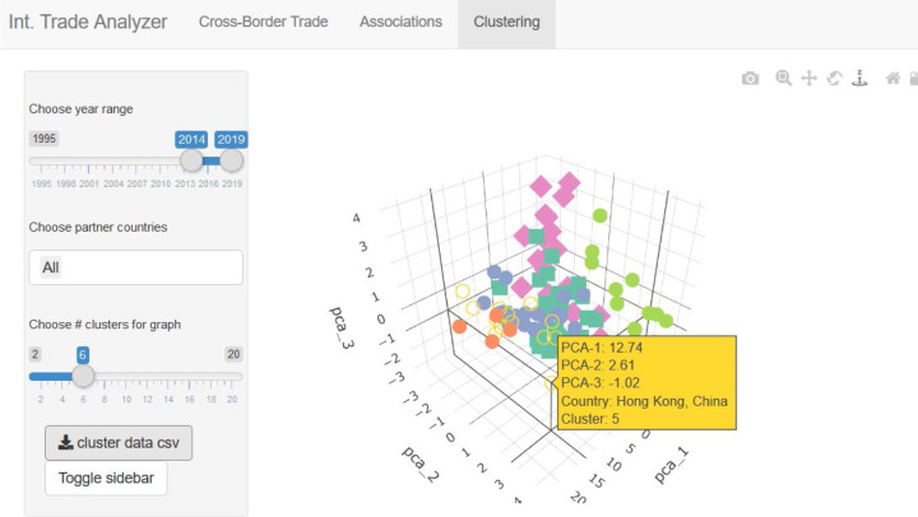 Int. Trade Analyzer Cross-Border Trade Associations Clustering
Choose year range
1995 2014 2019
1995 1998 2001 2004 2007 2010 2013 2016 2019
Choose partner countries
All
Choose # clusters for graph
2 6 20
2 4 6 8 10 12 14 16 18 20
cluster data csv
Toggle sidebar
4
3
2
1
0
−1
−2
−3
pca_3
−3
−2
−1
0
1
2
3
4
pca_2
0
5
10
15
20
pca_1
PCA-1: 12.74
PCA-2: 2.61
PCA-3: -1.02
Country: Hong Kong, China
Cluster: 5